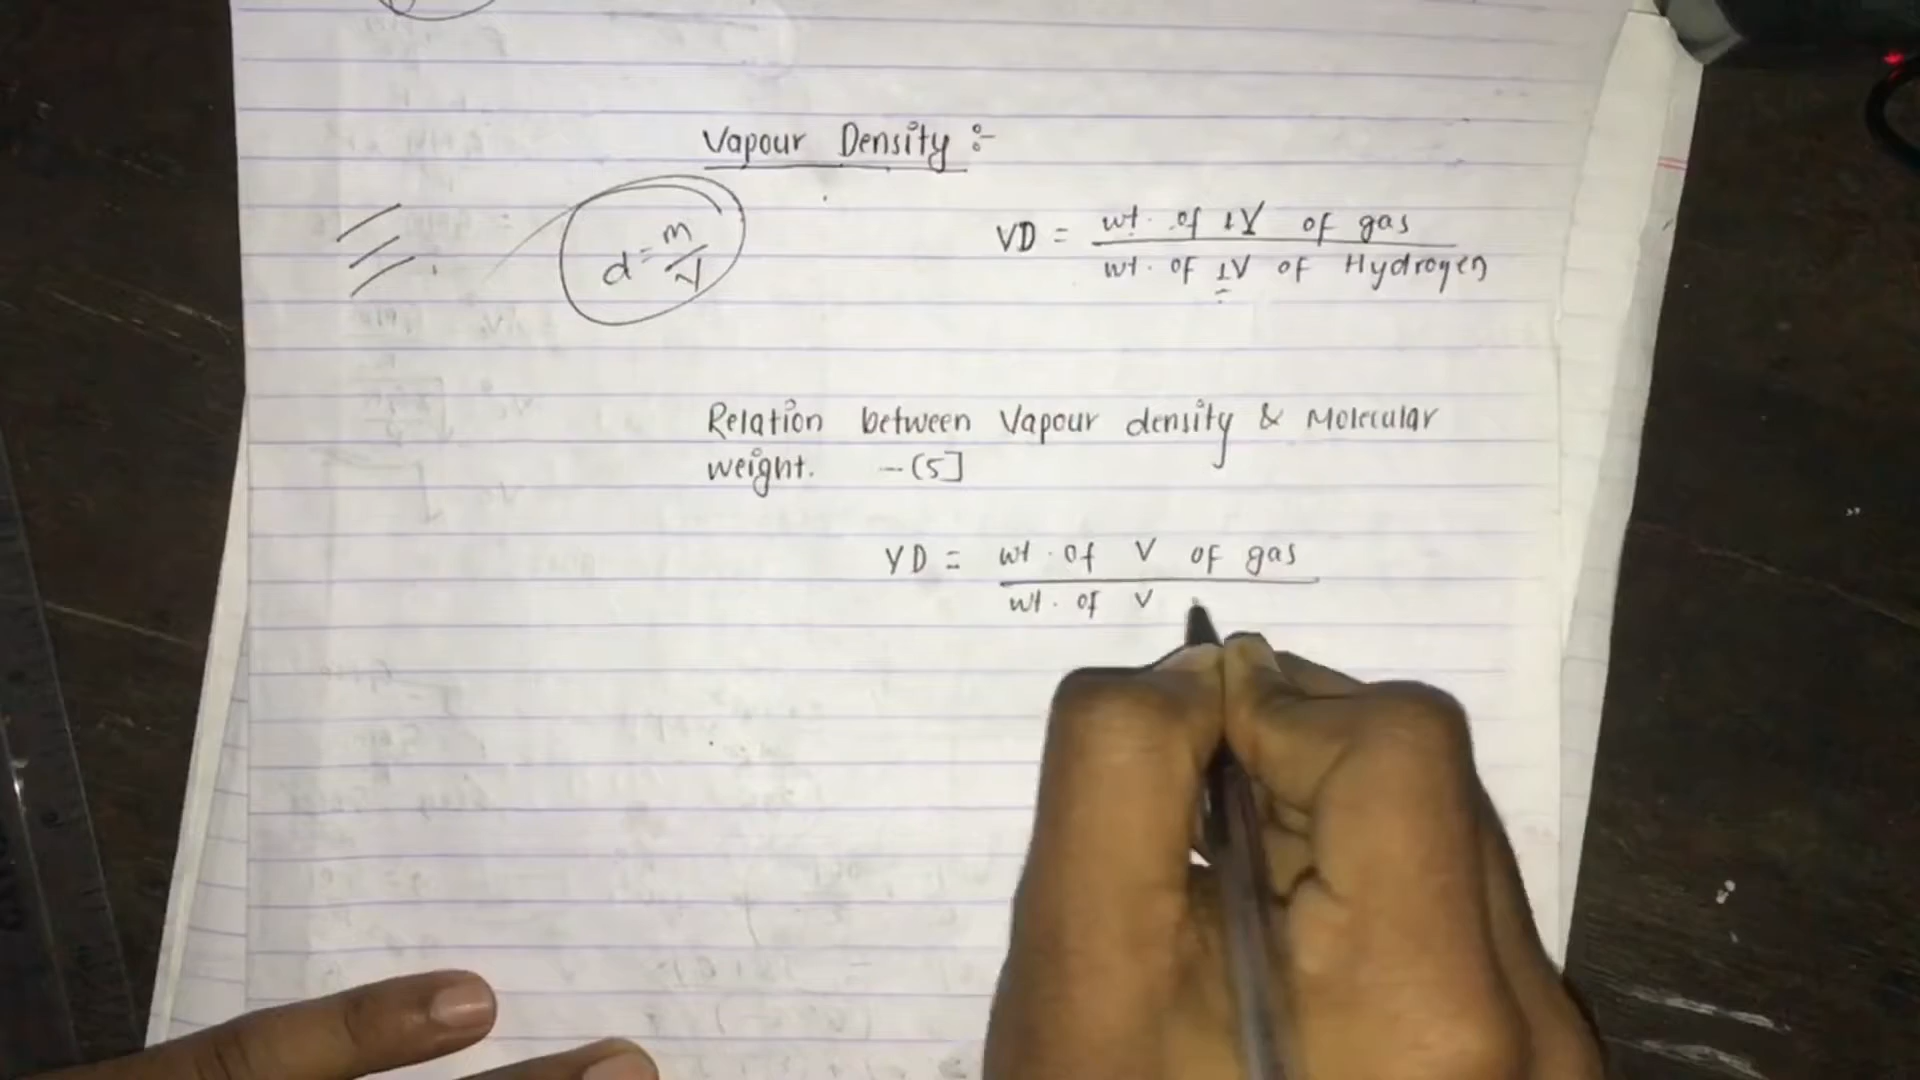 Vapour Density :-
d = m/V
VD = wt. of 1V of gas
wt. of 1V of Hydrogen
Relation between Vapour density & Molecular
weight. - (5]
VD = wt. of V of gas
wt. of V